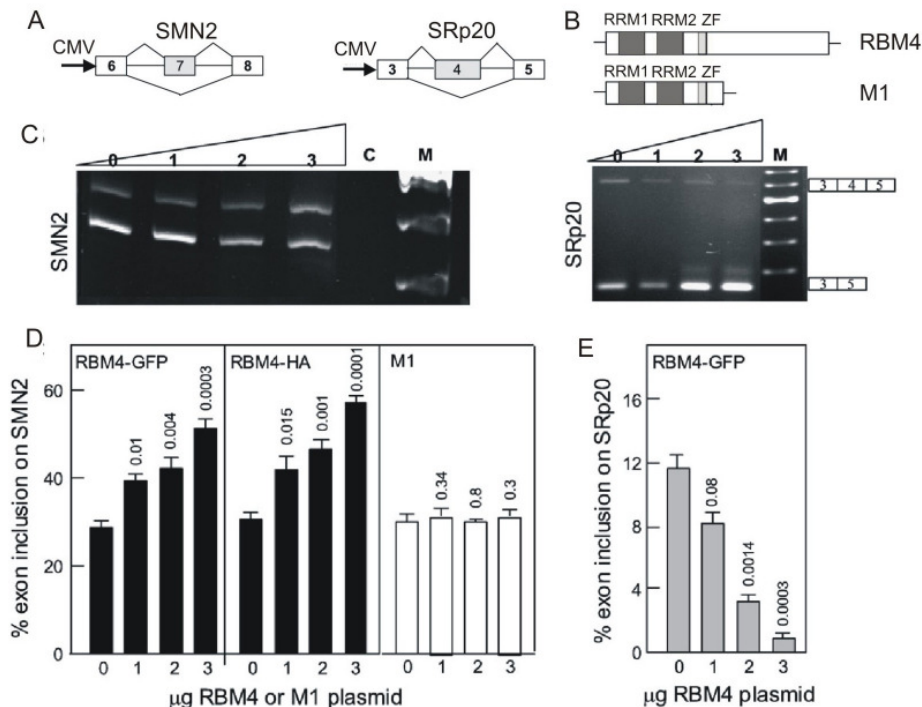 A
SMN2
CMV
6 7 8
SRp20
CMV
3 4 5
B
RRM1 RRM2 ZF
RBM4
RRM1 RRM2 ZF
M1
C
0 1 2 3 C M
SMN2
0 1 2 3 M
SRp20
3 4 5
3 5
D
RBM4-GFP
RBM4-HA
M1
% exon inclusion on SMN2
60
40
20
0
0.01
0.004
0.0003
0.015
0.001
0.0001
0.34
0.8
0.3
0 1 2 3 0 1 2 3 0 1 2 3
µg RBM4 or M1 plasmid
E
RBM4-GFP
% exon inclusion on SRp20
16
12
8
4
0
0.08
0.0014
0.0003
0 1 2 3
µg RBM4 plasmid